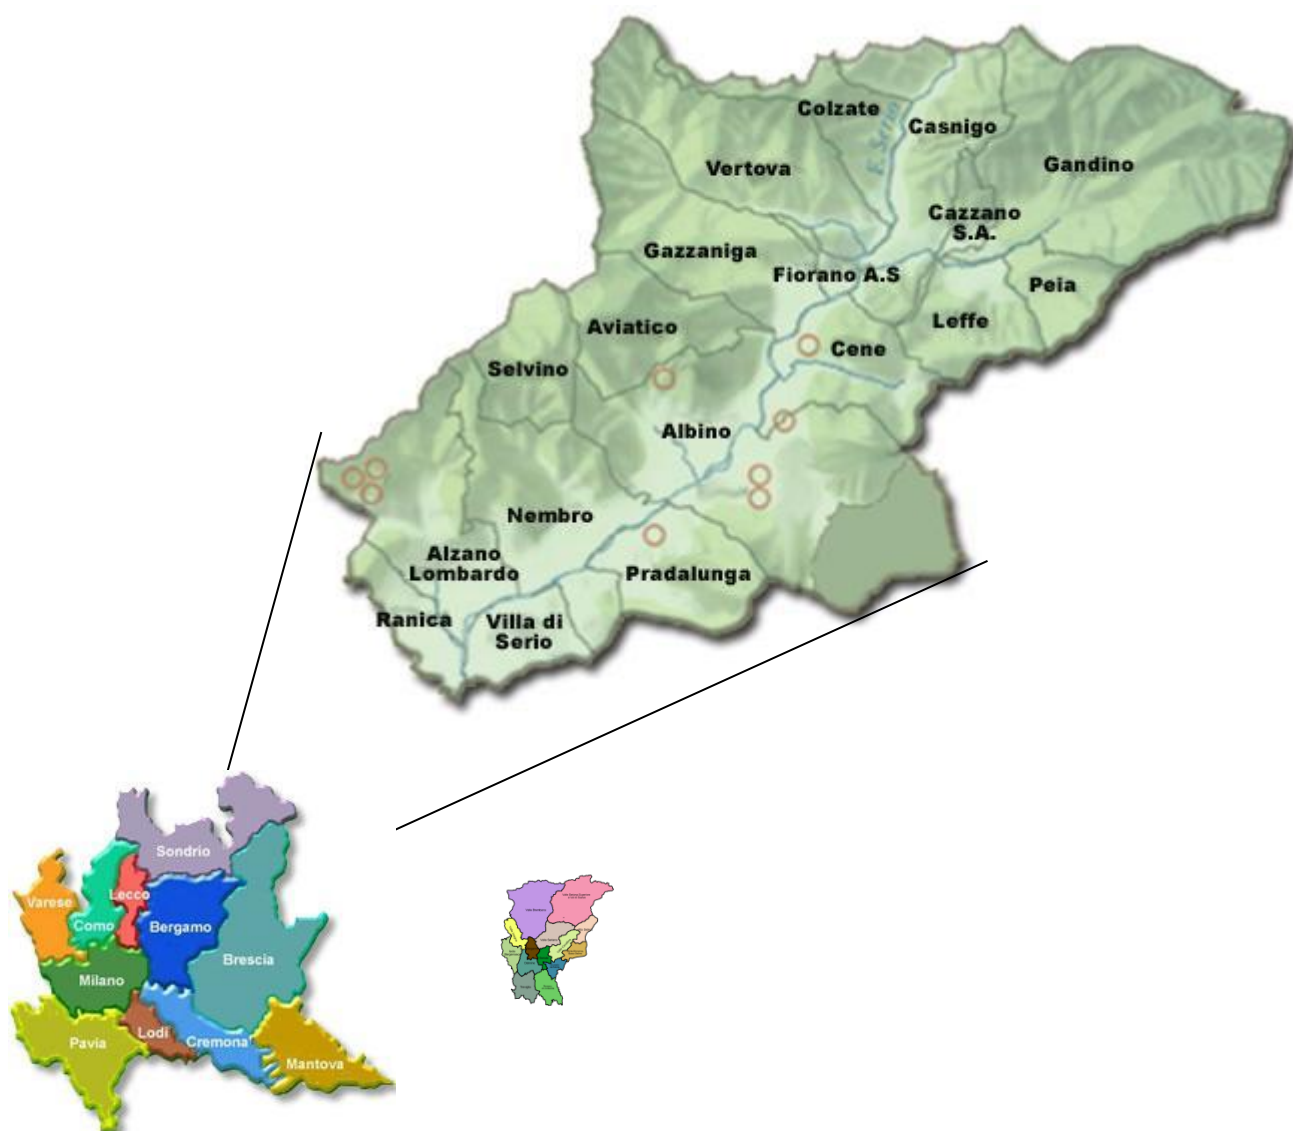 Colzate
F. Serio
Casnigo
Vertova
Gandino
Cazzano
S.A.
Gazzaniga
Fiorano A.S
Peia
Leffe
Aviatico
Cene
Selvino
Albino
Nembro
Alzano
Lombardo
Pradalunga
Ranica
Villa di
Serio
Sondrio
Varese
Lecco
Como
Bergamo
Brescia
Milano
Lodi
Pavia
Cremona
Mantova